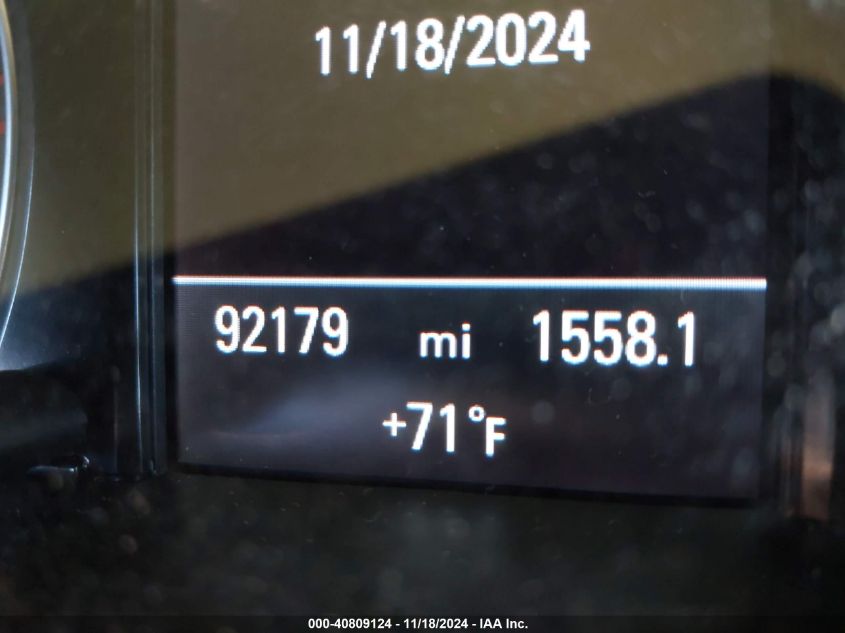 11/18/2024
92179 mi 1558.1
+71°F
000-40809124 - 11/18/2024 - IAA Inc.